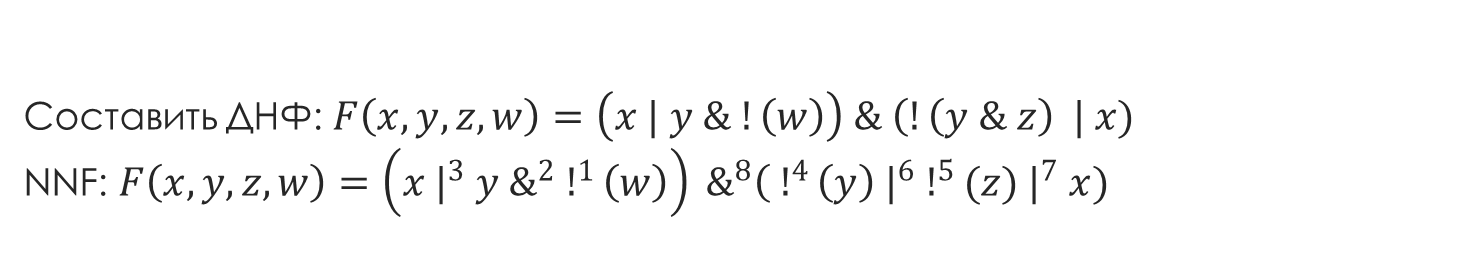 Составить ДНФ: F(x, y, z, w) = (x | y & ! (w)) & (! (y & z) | x)
NNF: F(x, y, z, w) = (x |³ y &² !¹ (w)) &⁸( !⁴ (y) |⁶ !⁵ (z) |⁷ x)